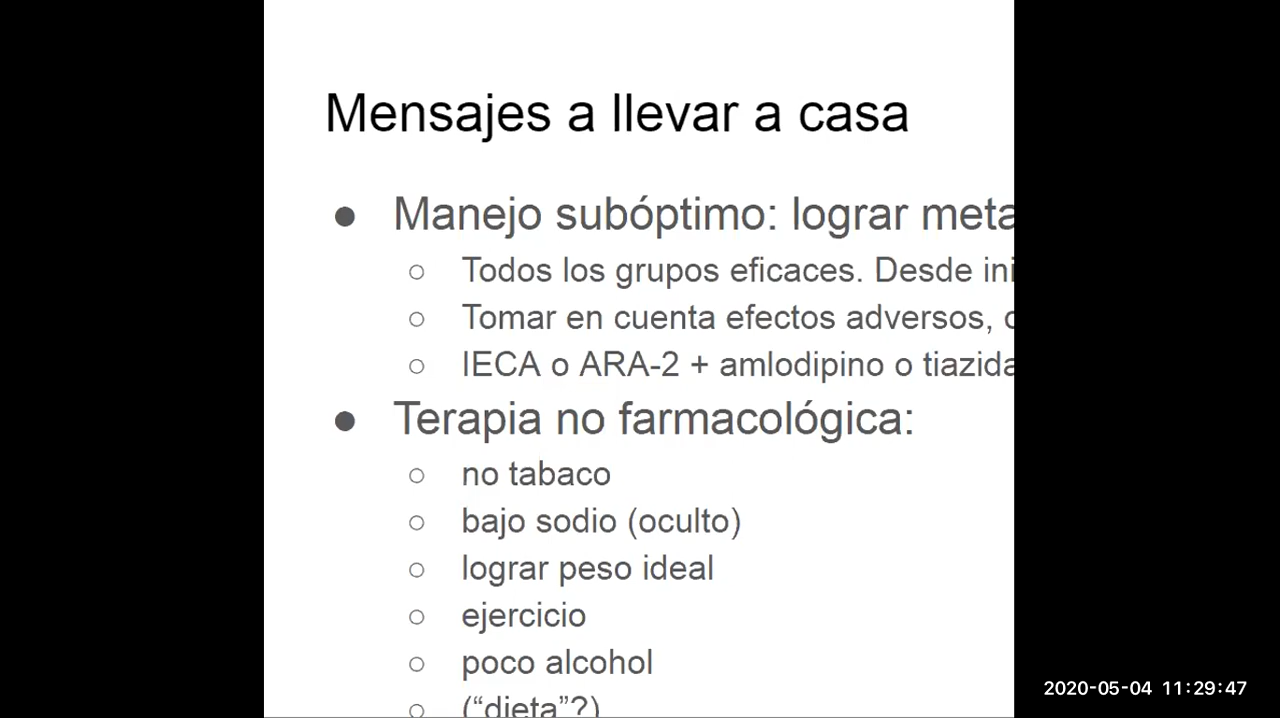 Mensajes a llevar a casa
● Manejo subóptimo: lograr meta
○ Todos los grupos eficaces. Desde ini
○ Tomar en cuenta efectos adversos,
○ IECA o ARA-2 + amlodipino o tiazida
● Terapia no farmacológica:
○ no tabaco
○ bajo sodio (oculto)
○ lograr peso ideal
○ ejercicio
○ poco alcohol
○ (“dieta”?)
2020-05-04 11:29:47